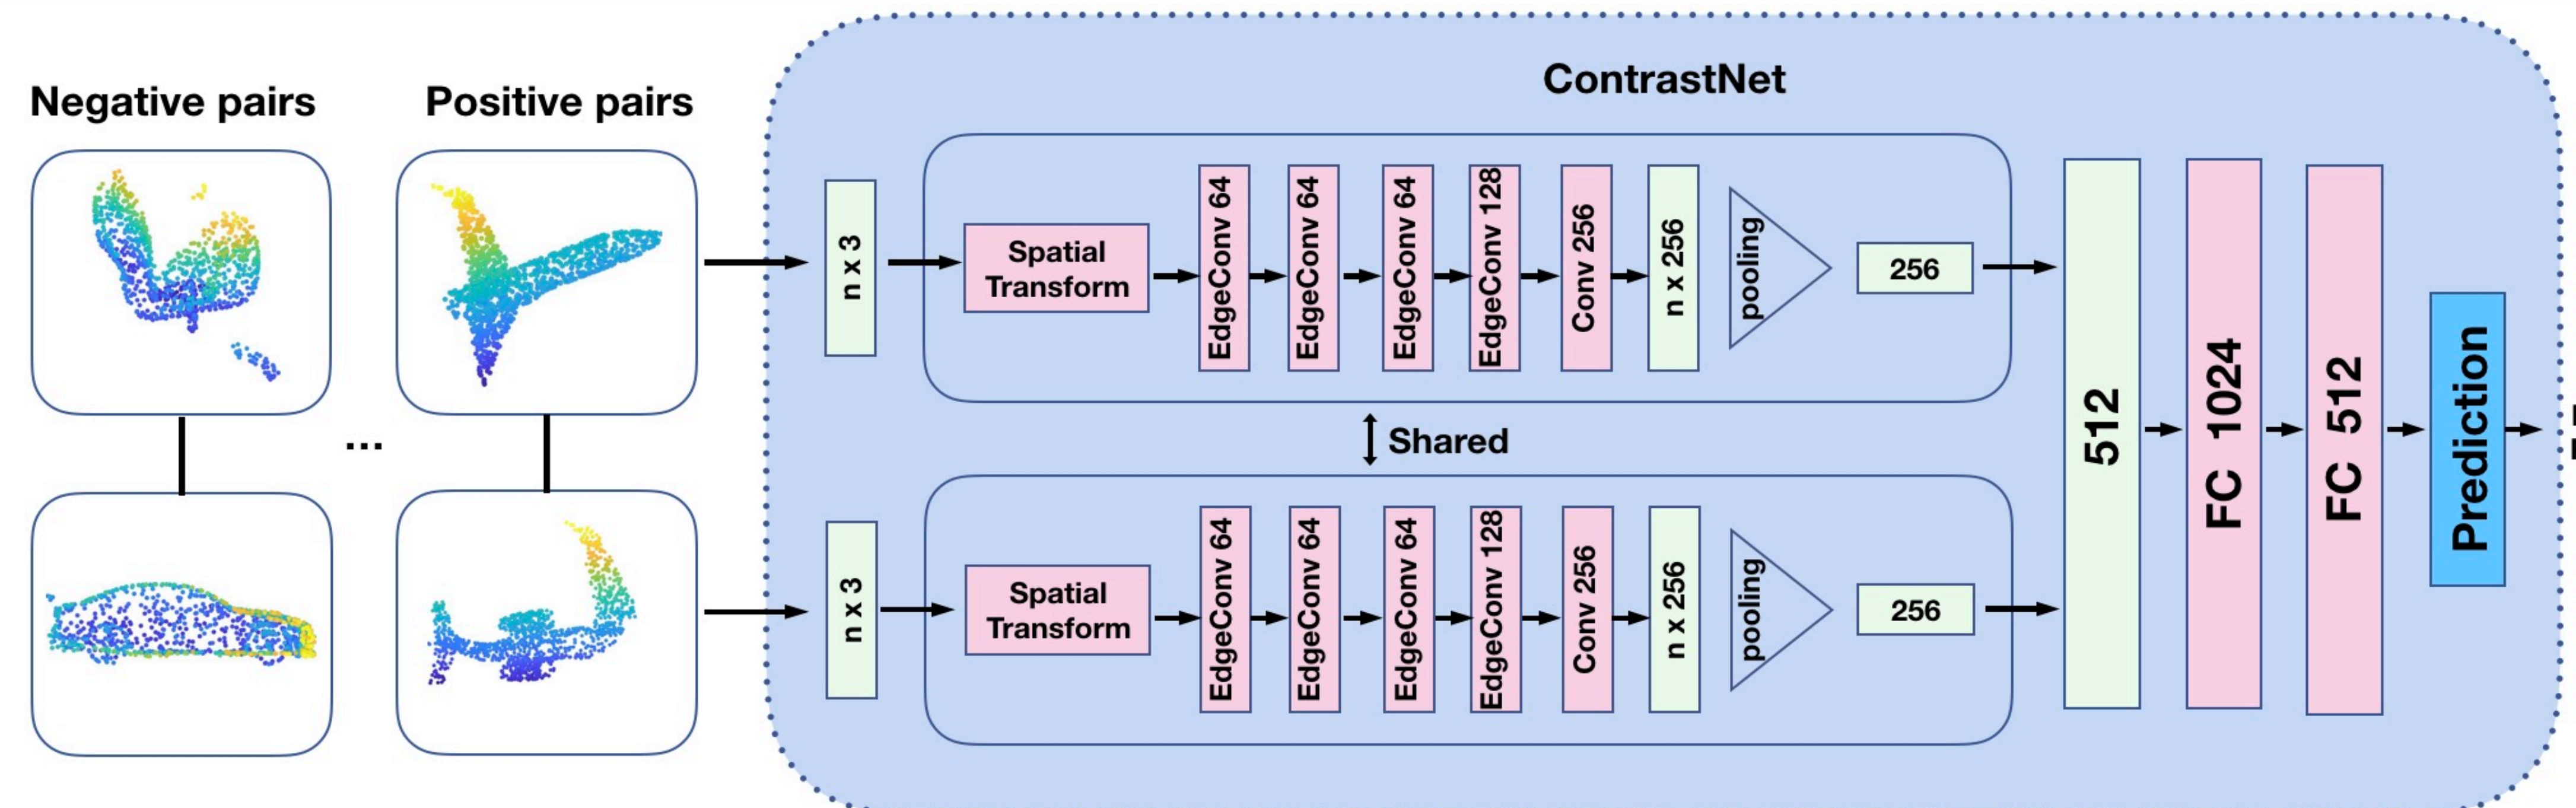 ContrastNet
Negative pairs
Positive pairs
n x 3
Spatial
Transform
EdgeConv 64
EdgeConv 64
EdgeConv 64
EdgeConv 128
Conv 256
n x 256
pooling
256
...
Shared
n x 3
Spatial
Transform
EdgeConv 64
EdgeConv 64
EdgeConv 64
EdgeConv 128
Conv 256
n x 256
pooling
256
512
FC 1024
FC 512
Prediction